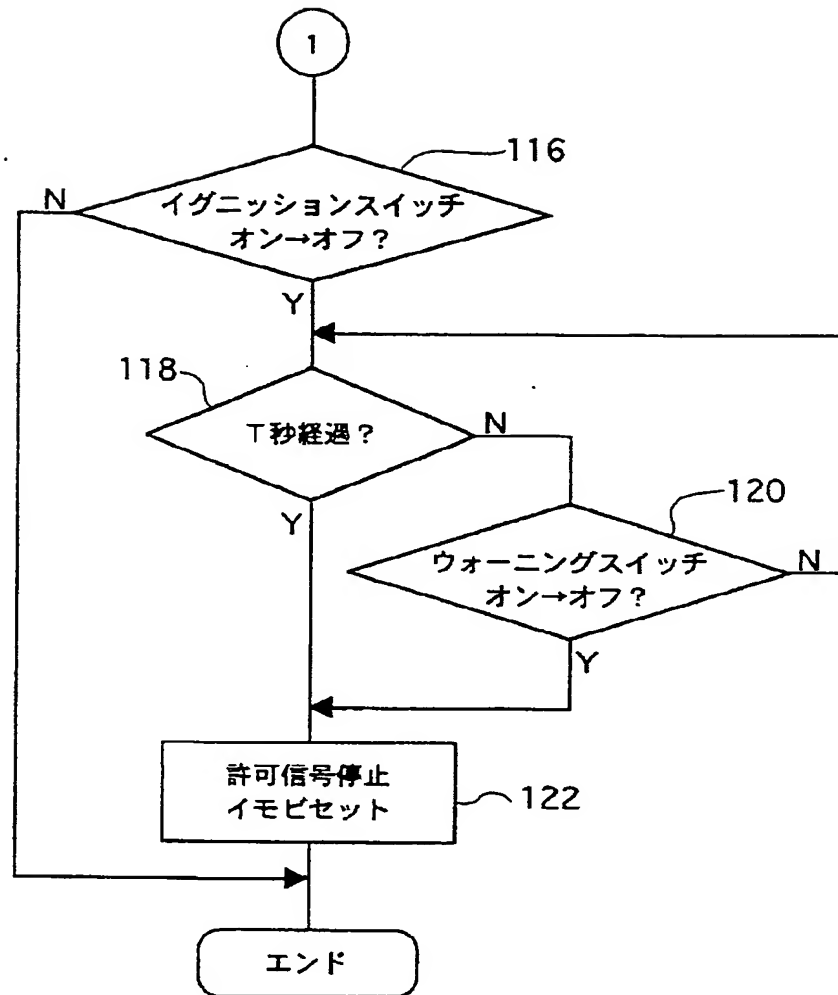 1
116
イグニッションスイッチ
オン→オフ？
N
Y
118
T秒経過？
N
Y
120
ウォーニングスイッチ
オン→オフ？
N
Y
許可信号停止
イモビセット
122
エンド